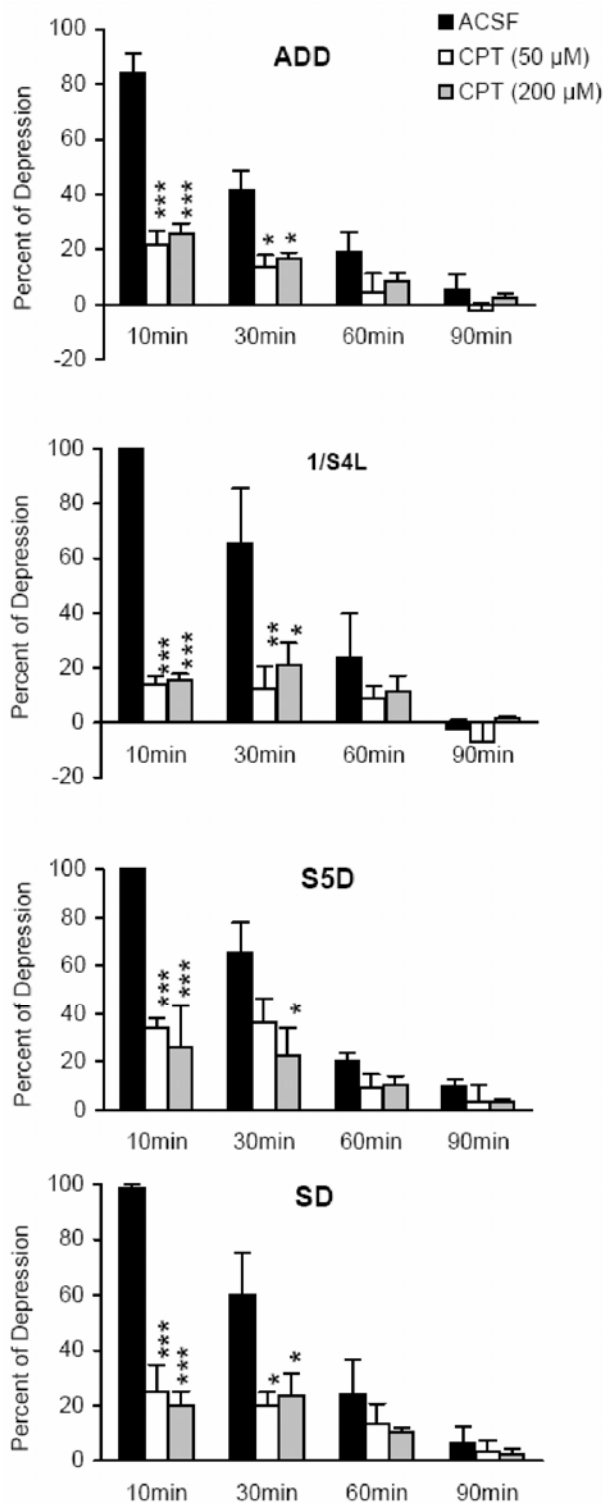 ACSF
CPT (50 µM)
CPT (200 µM)
ADD
Percent of Depression
100
80
60
40
20
0
-20
***
***
*
*
10min 30min 60min 90min
1/S4L
Percent of Depression
100
80
60
40
20
0
-20
***
***
**
*
10min 30min 60min 90min
S5D
Percent of Depression
100
80
60
40
20
0
***
***
*
10min 30min 60min 90min
SD
Percent of Depression
100
80
60
40
20
0
***
***
*
*
10min 30min 60min 90min